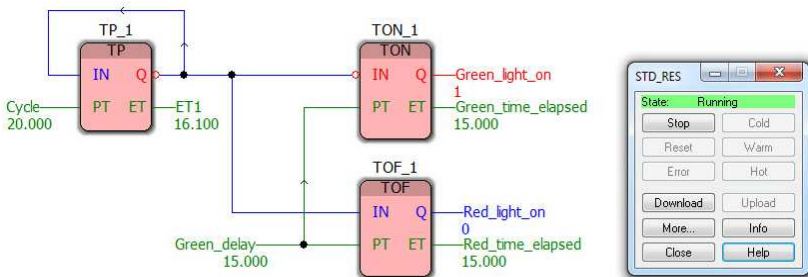 TP_1
TP
IN Q
PT ET
Cycle
20.000
ET1
16.100
TON_1
TON
IN Q
PT ET
Green_light_on
1
Green_time_elapsed
15.000
TOF_1
TOF
IN Q
PT ET
Red_light_on
0
Red_time_elapsed
15.000
Green_delay
15.000
STD_RES
State: Running
Stop Cold
Reset Warm
Error Hot
Download Upload
More... Info
Close Help